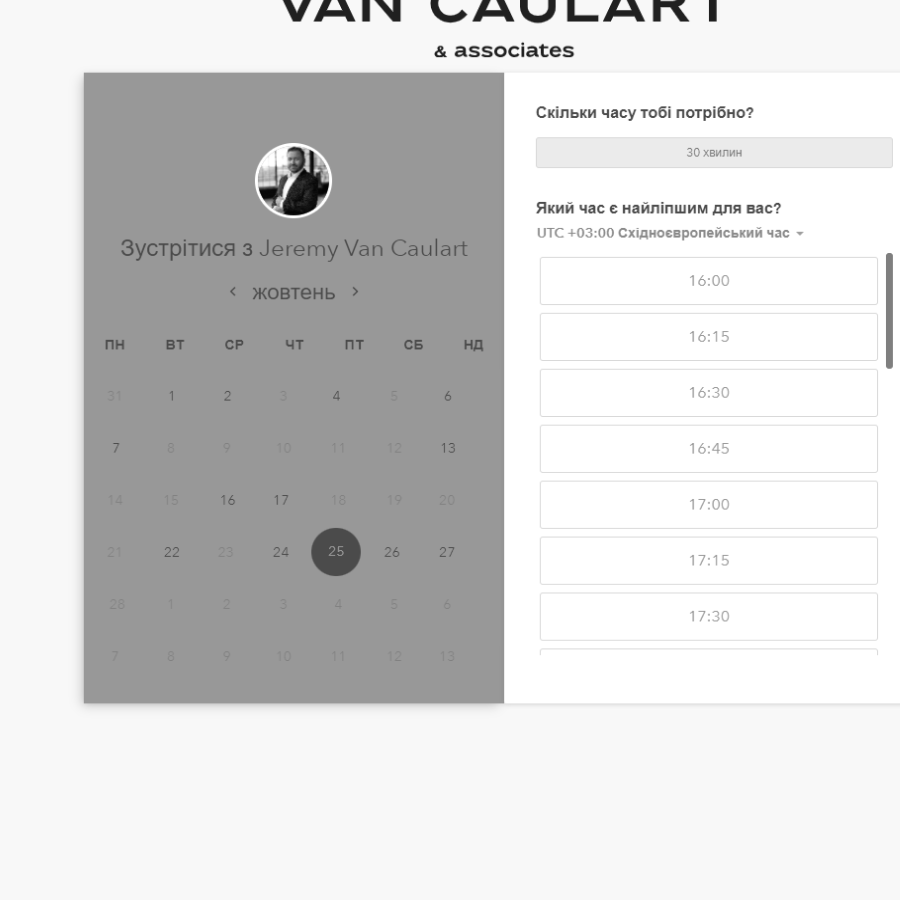 VAN CAULART
& associates
Зустрітися з Jeremy Van Caulart
жовтень
ПН ВТ СР ЧТ ПТ СБ НД
31 1 2 3 4 5 6
7 8 9 10 11 12 13
14 15 16 17 18 19 20
21 22 23 24 25 26 27
28 1 2 3 4 5 6
7 8 9 10 11 12 13
Скільки часу тобі потрібно?
30 хвилин
Який час є найліпшим для вас?
UTC +03:00 Східноєвропейський час
16:00
16:15
16:30
16:45
17:00
17:15
17:30